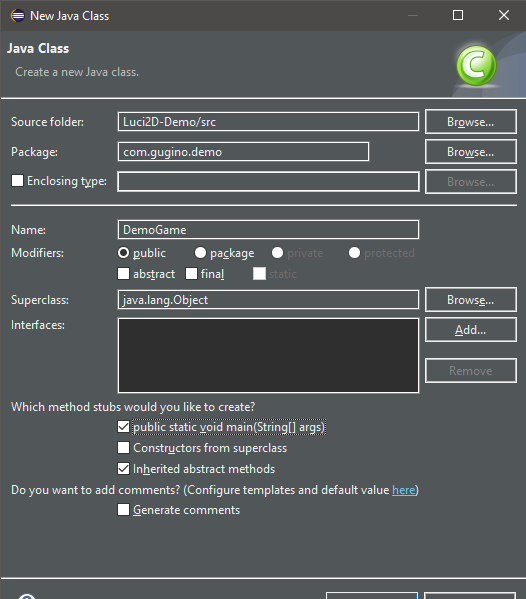 New Java Class
Java Class
Create a new Java class.
C
Source folder: Luci2D-Demo/src Browse...
Package: com.gugino.demo Browse...
Enclosing type: Browse...
Name: DemoGame
Modifiers: public package private protected
abstract final static
Superclass: java.lang.Object Browse...
Interfaces: Add...
Remove
Which method stubs would you like to create?
public static void main(String[] args)
Constructors from superclass
Inherited abstract methods
Do you want to add comments? (Configure templates and default value here)
Generate comments